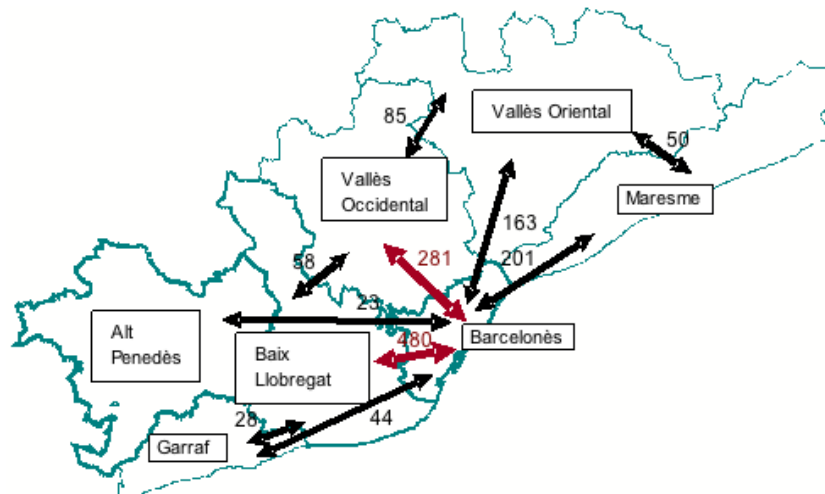 85
Vallès Oriental
50
Vallès
Occidental
Maresme
163
58
281
201
23
Alt
Penedès
480
Barcelonès
Baix
Llobregat
28
44
Garraf